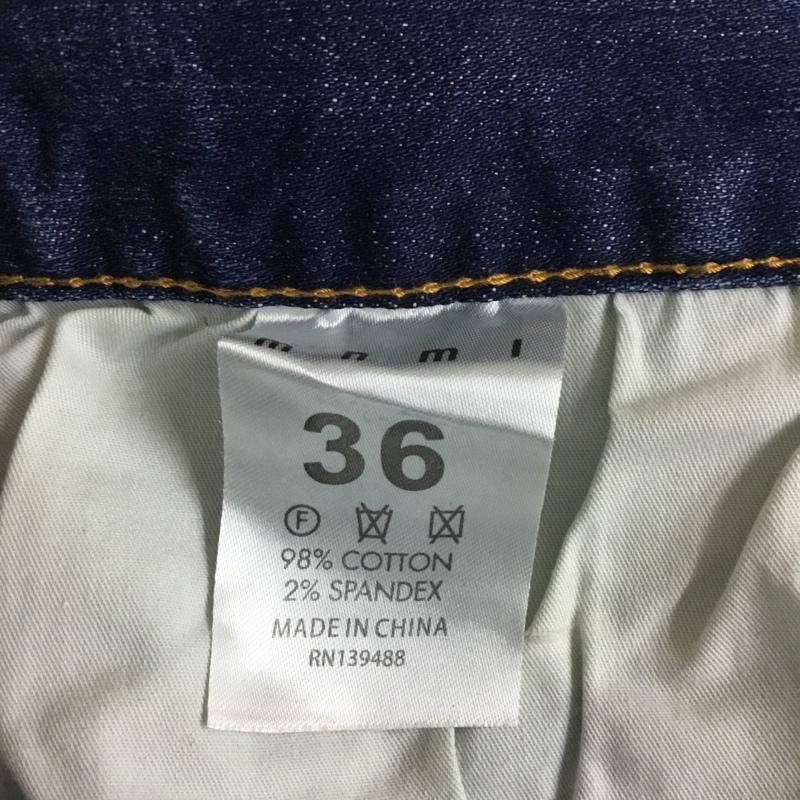 36
F
98% COTTON
2% SPANDEX
MADE IN CHINA
RN139488